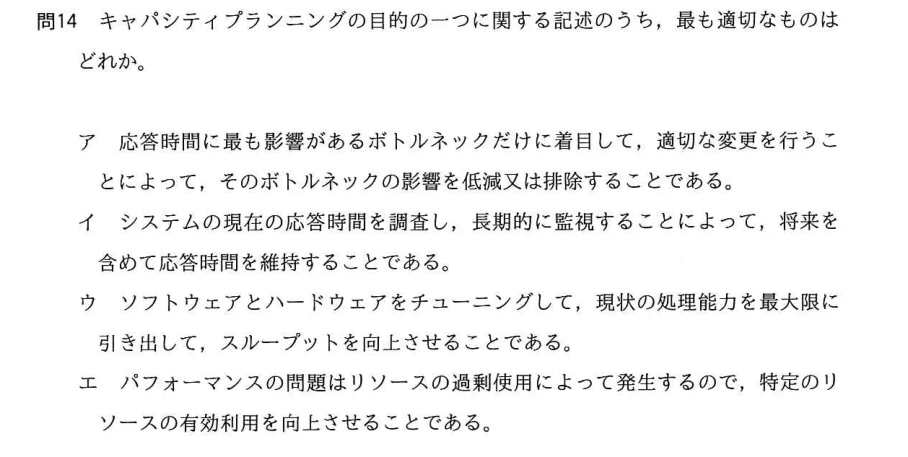 問14 キャパシティプランニングの目的の一つに関する記述のうち，最も適切なものは
どれか。
ア 応答時間に最も影響があるボトルネックだけに着目して，適切な変更を行うこ
とによって，そのボトルネックの影響を低減又は排除することである。
イ システムの現在の応答時間を調査し，長期的に監視することによって，将来を
含めて応答時間を維持することである。
ウ ソフトウェアとハードウェアをチューニングして，現状の処理能力を最大限に
引き出して，スループットを向上させることである。
エ パフォーマンスの問題はリソースの過剰使用によって発生するので，特定のリ
ソースの有効利用を向上させることである。